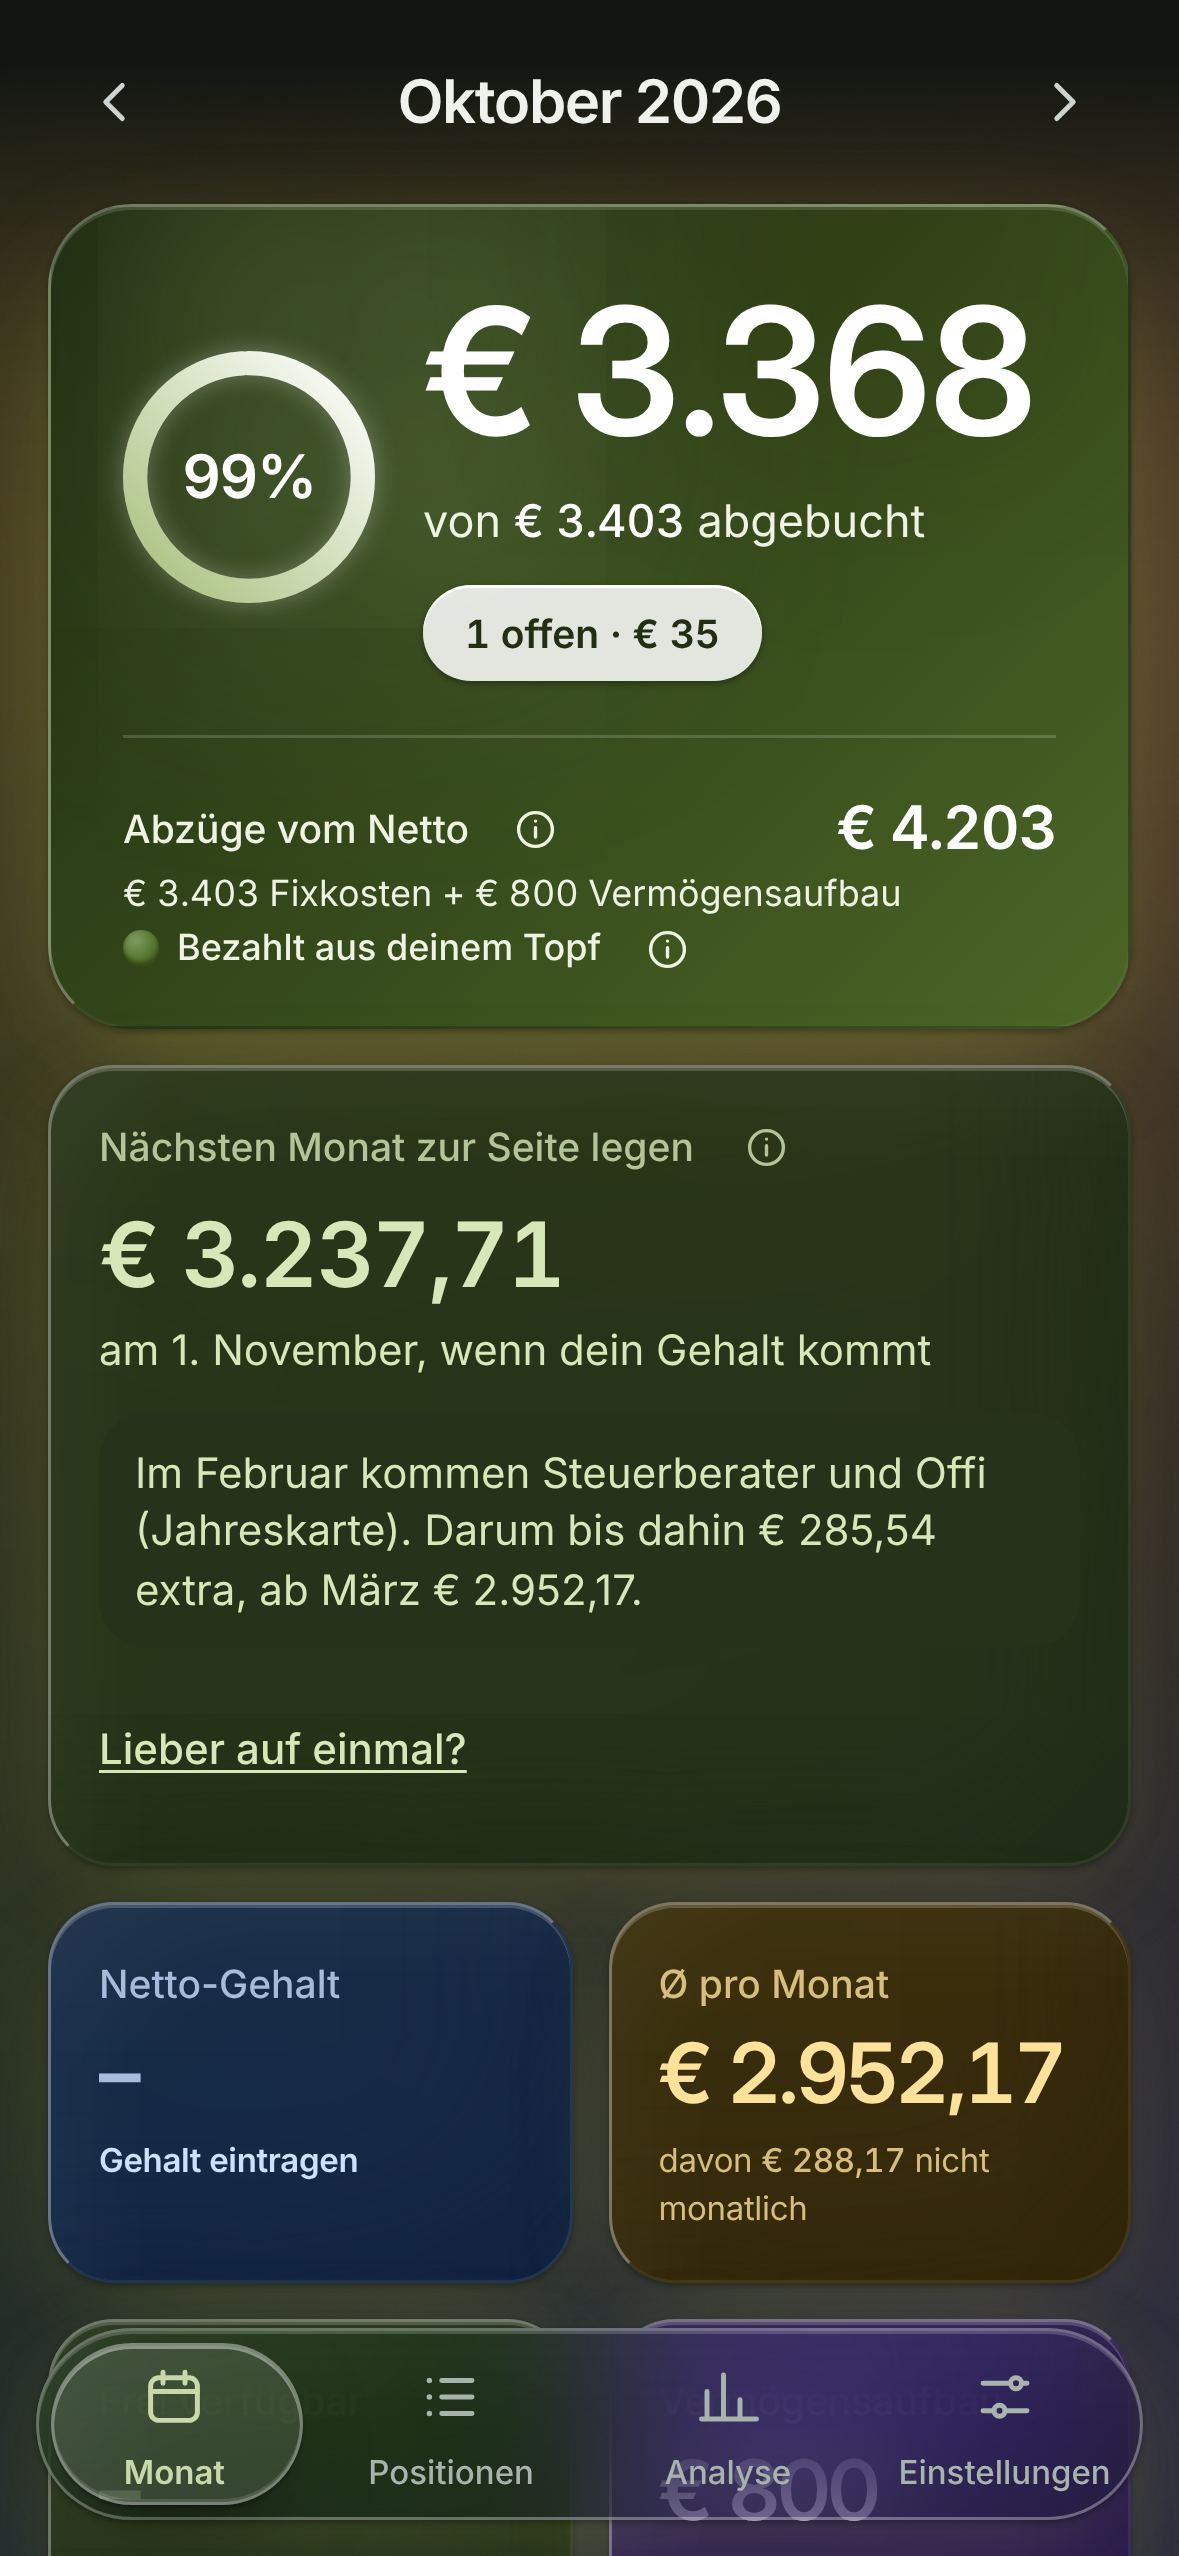 Oktober 2026
99%
€ 3.368
von € 3.403 abgebucht
1 offen · € 35
Abzüge vom Netto
€ 4.203
€ 3.403 Fixkosten + € 800 Vermögensaufbau
Bezahlt aus deinem Topf
Nächsten Monat zur Seite legen
€ 3.237,71
am 1. November, wenn dein Gehalt kommt
Im Februar kommen Steuerberater und Offi
(Jahreskarte). Darum bis dahin € 285,54
extra, ab März € 2.952,17.
Lieber auf einmal?
Netto-Gehalt
–
Gehalt eintragen
Ø pro Monat
€ 2.952,17
davon € 288,17 nicht
monatlich
Vermögensaufbau
€ 800
Monat
Positionen
Analyse
Einstellungen